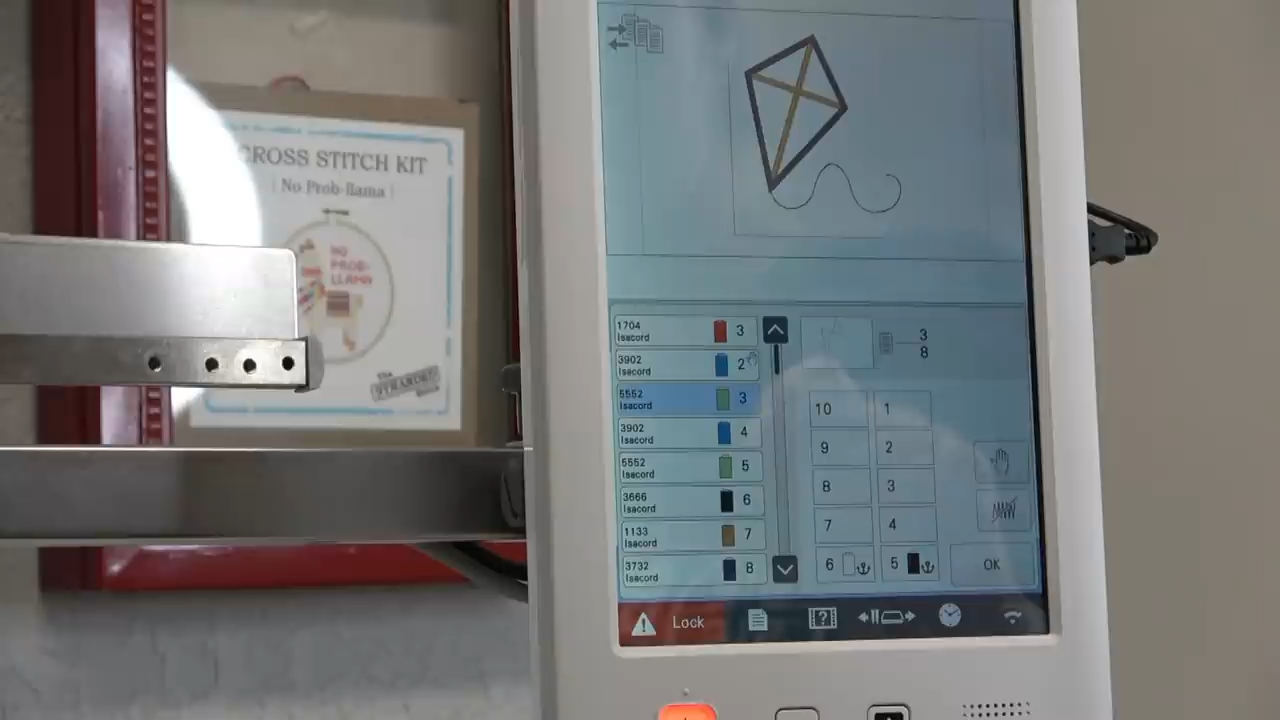 CROSS STITCH KIT
No Prob-llama
NO
PROB-
LLAMA
THE
STRANDED
1704
Isacord
3
3902
Isacord
2
5552
Isacord
3
3902
Isacord
4
5552
Isacord
5
3666
Isacord
6
1133
Isacord
7
3732
Isacord
8
3
8
10 1
9 2
8 3
7 4
6 5
OK
Lock